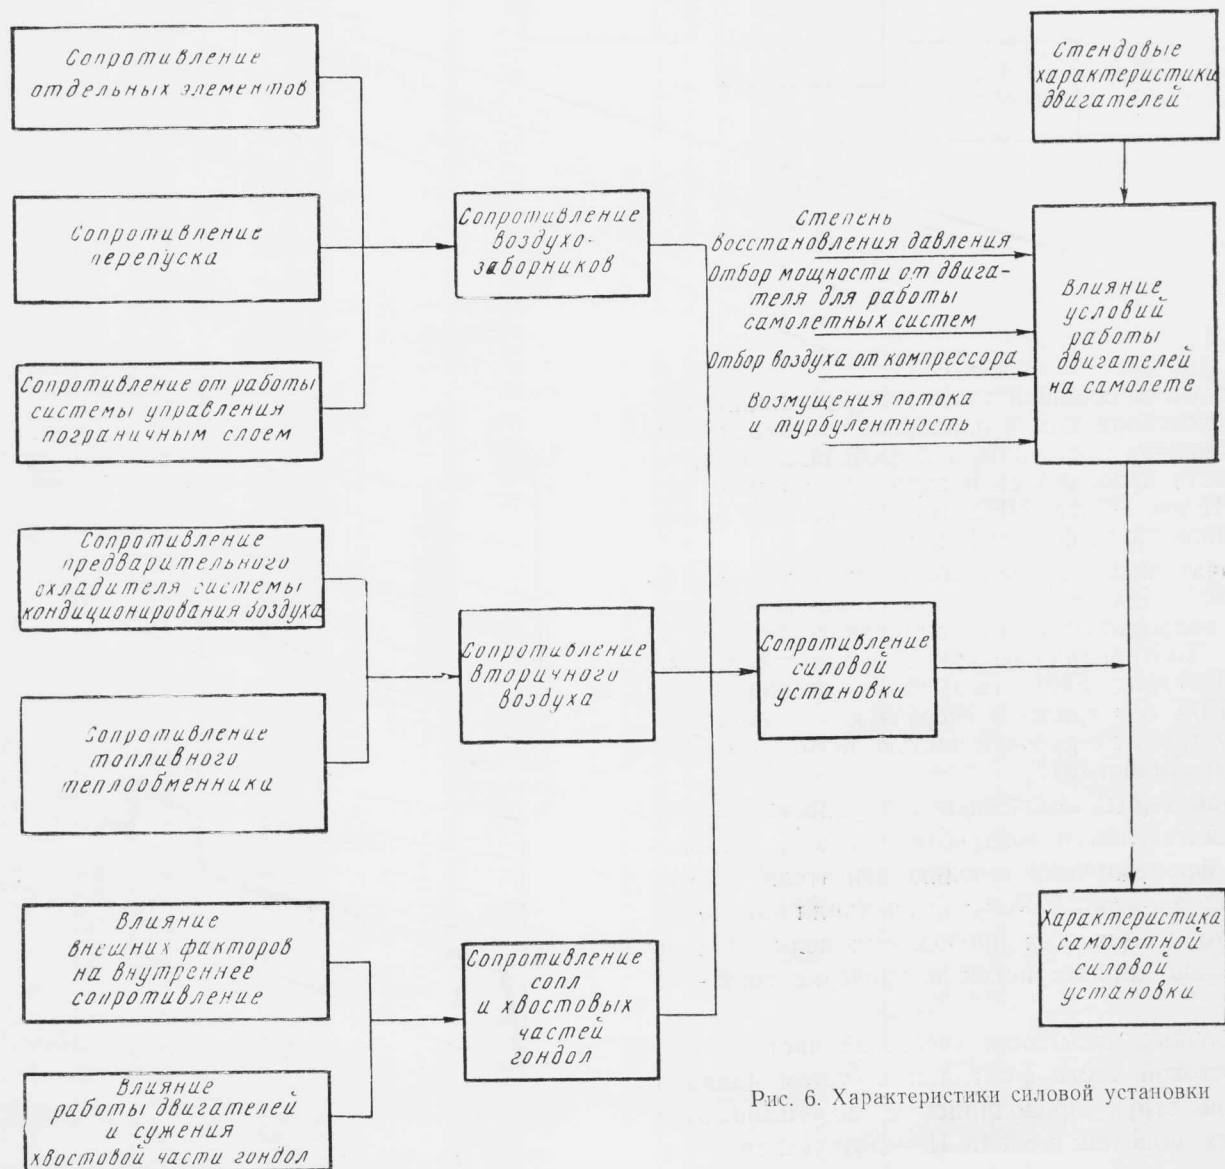 Сопротивление
отдельных элементов
Стендовые
характеристики
двигателей
Сопротивление
перепуска
Сопротивление
воздухо-
заборников
Степень
восстановления давления
Отбор мощности от двига-
теля для работы
самолетных систем
Отбор воздуха от компрессора
Возмущения потока
и турбулентность
Влияние
условий
работы
двигателей
на самолете
Сопротивление от работы
системы управления
пограничным слоем
Сопротивление
предварительного
охладителя системы
кондиционирования воздуха
Сопротивление
вторичного
воздуха
Сопротивление
силовой
установки
Сопротивление
топливного
теплообменника
Влияние
внешних факторов
на внутреннее
сопротивление
Сопротивление
сопл
и хвостовых
частей
гондол
Характеристика
самолетной
силовой
установки
Влияние
работы двигателей
и сужения
хвостовой части гондол
Рис. 6. Характеристики силовой установки